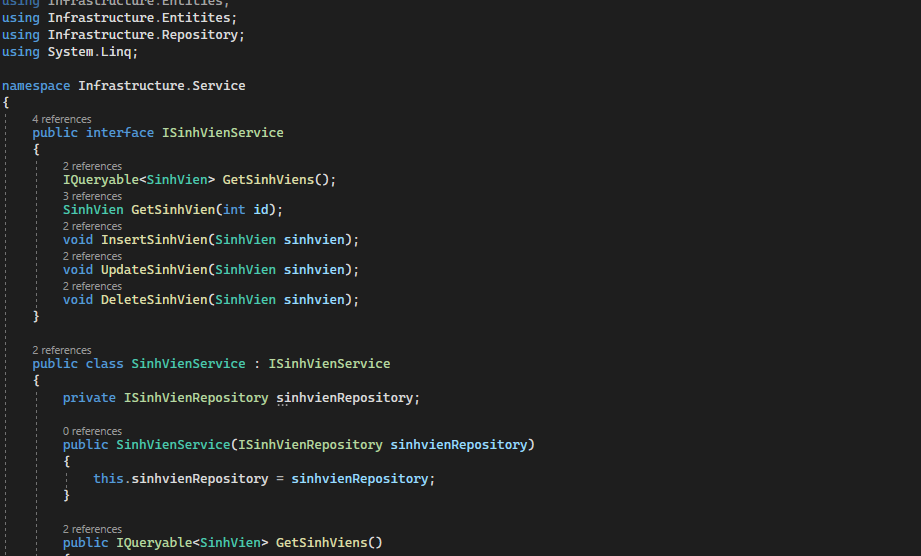 using Infrastructure.Entities;
using Infrastructure.Entitites;
using Infrastructure.Repository;
using System.Linq;
namespace Infrastructure.Service
{
4 references
public interface ISinhVienService
{
2 references
IQueryable<SinhVien> GetSinhViens();
3 references
SinhVien GetSinhVien(int id);
2 references
void InsertSinhVien(SinhVien sinhvien);
2 references
void UpdateSinhVien(SinhVien sinhvien);
2 references
void DeleteSinhVien(SinhVien sinhvien);
}
2 references
public class SinhVienService : ISinhVienService
{
private ISinhVienRepository sinhvienRepository;
0 references
public SinhVienService(ISinhVienRepository sinhvienRepository)
{
this.sinhvienRepository = sinhvienRepository;
}
2 references
public IQueryable<SinhVien> GetSinhViens()